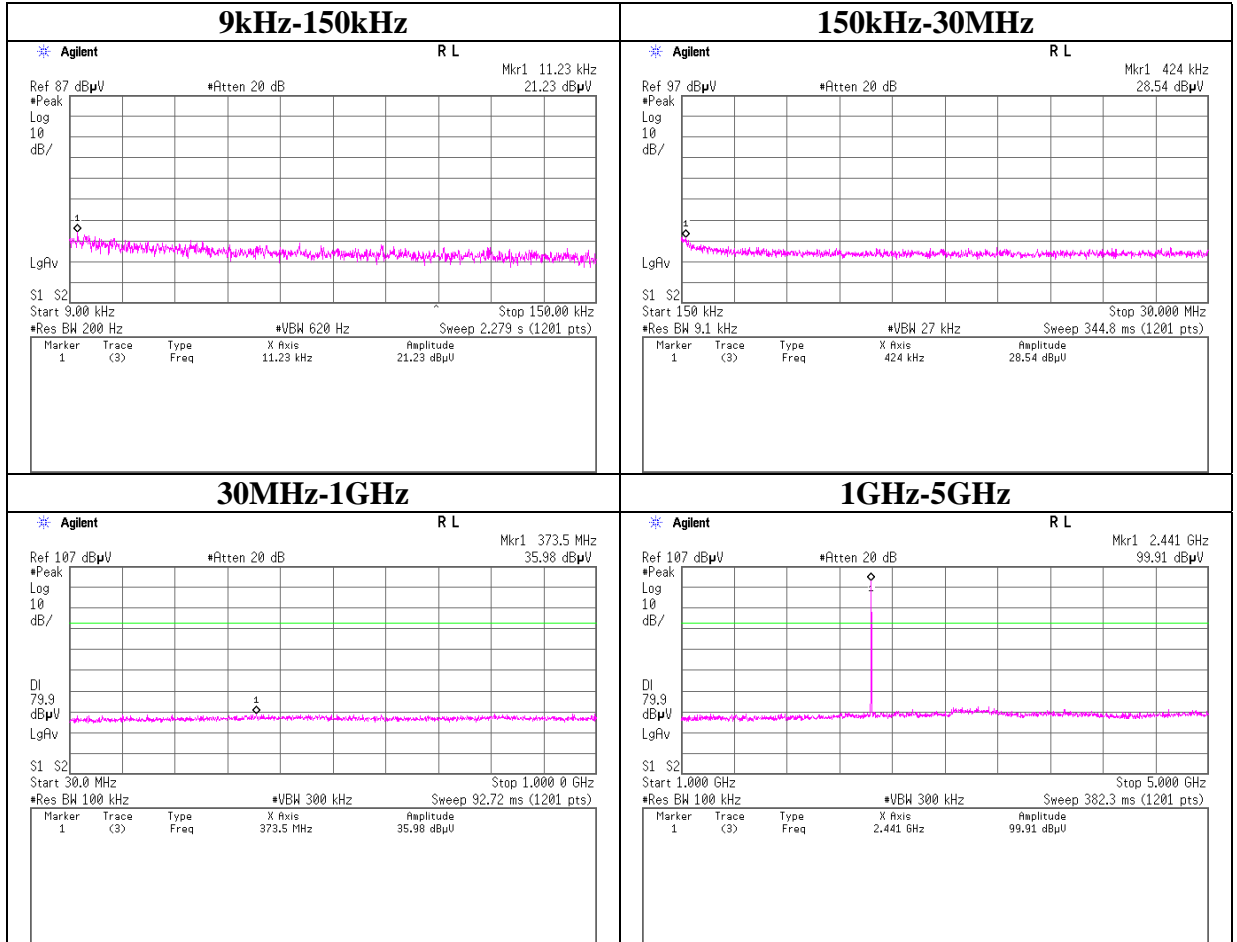 9kHz-150kHz
Agilent R L
Mkr1 11.23 kHz
Ref 87 dBµV #Atten 20 dB 21.23 dBµV
#Peak
Log
10
dB/
1
LgAv
S1 S2
Start 9.00 kHz Stop 150.00 kHz
#Res BW 200 Hz #VBW 620 Hz Sweep 2.279 s (1201 pts)
Marker Trace Type X Axis Amplitude
1 (3) Freq 11.23 kHz 21.23 dBµV
150kHz-30MHz
Agilent R L
Mkr1 424 kHz
Ref 97 dBµV #Atten 20 dB 28.54 dBµV
#Peak
Log
10
dB/
1
LgAv
S1 S2
Start 150 kHz Stop 30.000 MHz
#Res BW 9.1 kHz #VBW 27 kHz Sweep 344.8 ms (1201 pts)
Marker Trace Type X Axis Amplitude
1 (3) Freq 424 kHz 28.54 dBµV
30MHz-1GHz
Agilent R L
Mkr1 373.5 MHz
Ref 107 dBµV #Atten 20 dB 35.98 dBµV
#Peak
Log
10
dB/
DI
79.9
dBµV
1
LgAv
S1 S2
Start 30.0 MHz Stop 1.000 0 GHz
#Res BW 100 kHz #VBW 300 kHz Sweep 92.72 ms (1201 pts)
Marker Trace Type X Axis Amplitude
1 (3) Freq 373.5 MHz 35.98 dBµV
1GHz-5GHz
Agilent R L
Mkr1 2.441 GHz
Ref 107 dBµV #Atten 20 dB 99.91 dBµV
#Peak
Log
10
dB/
1
DI
79.9
dBµV
LgAv
S1 S2
Start 1.000 GHz Stop 5.000 GHz
#Res BW 100 kHz #VBW 300 kHz Sweep 382.3 ms (1201 pts)
Marker Trace Type X Axis Amplitude
1 (3) Freq 2.441 GHz 99.91 dBµV